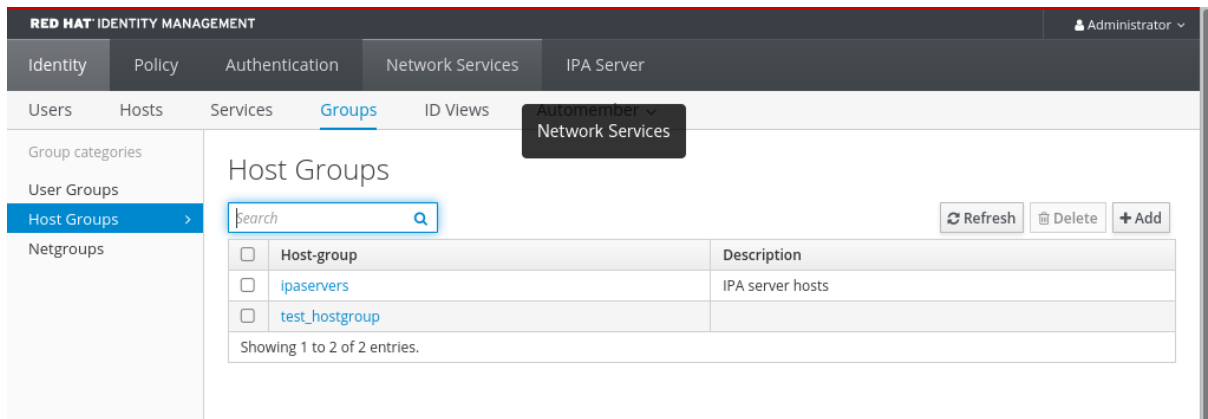 RED HAT® IDENTITY MANAGEMENT
Administrator
Identity Policy Authentication Network Services IPA Server
Users Hosts Services Groups ID Views Automember
Network Services
Group categories
User Groups
Host Groups
Netgroups
Host Groups
Search
Refresh Delete Add
Host-group Description
ipaservers IPA server hosts
test_hostgroup
Showing 1 to 2 of 2 entries.